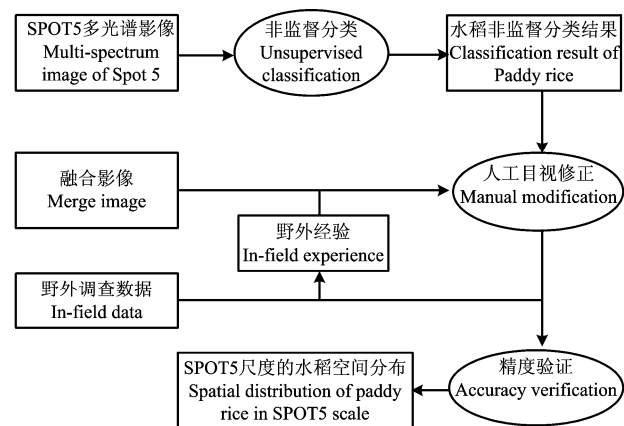 SPOT5多光谱影像
Multi-spectrum
image of Spot 5
非监督分类
Unsupervised
classification
水稻非监督分类结果
Classification result of
Paddy rice
融合影像
Merge image
人工目视修正
Manual modification
野外经验
In-field experience
野外调查数据
In-field data
SPOT5尺度的水稻空间分布
Spatial distribution of paddy
rice in SPOT5 scale
精度验证
Accuracy verification